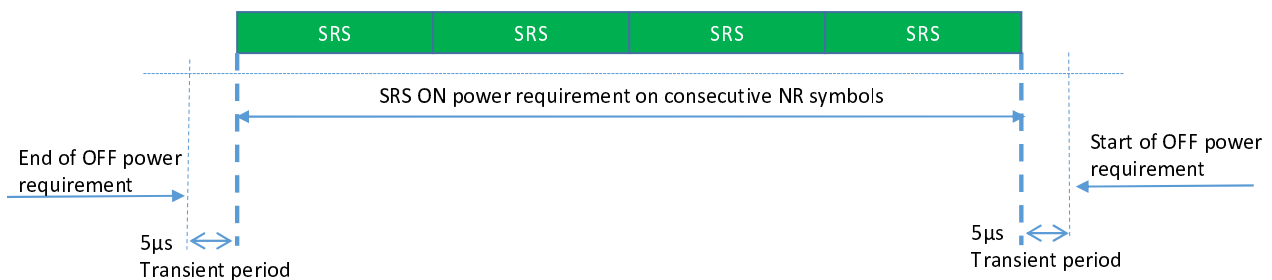 SRS SRS SRS SRS
SRS ON power requirement on consecutive NR symbols
End of OFF power
requirement
Start of OFF power
requirement
5µs
Transient period
5µs
Transient period